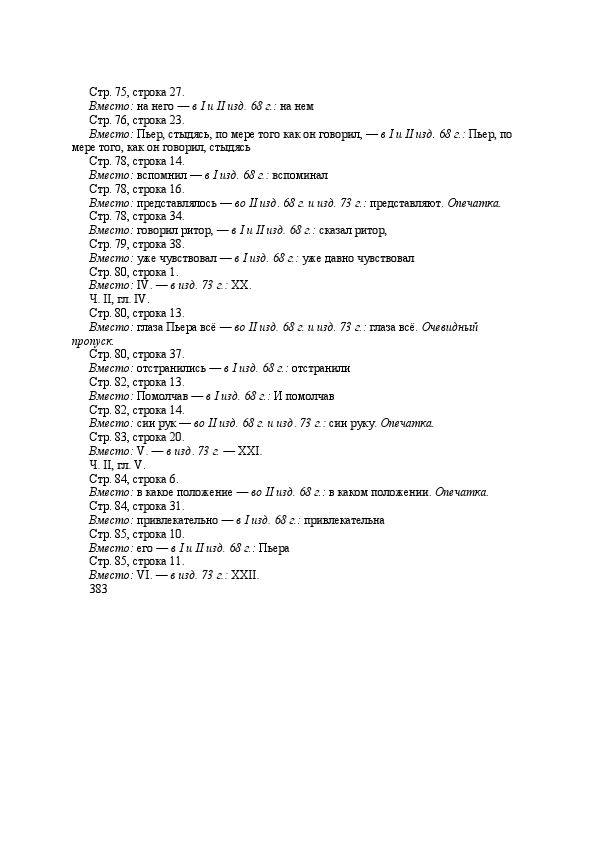 Стр. 75, строка 27.
Вместо: на него — в I и II изд. 68 г.: на нем
Стр. 76, строка 23.
Вместо: Пьер, стыдясь, по мере того как он говорил, — в I и II изд. 68 г.: Пьер, по
мере того, как он говорил, стыдясь
Стр. 78, строка 14.
Вместо: вспомнил — в I изд. 68 г.: вспоминал
Стр. 78, строка 16.
Вместо: представлялось — во II изд. 68 г. и изд. 73 г.: представляют. Опечатка.
Стр. 78, строка 34.
Вместо: говорил ритор, — в I и II изд. 68 г.: сказал ритор,
Стр. 79, строка 38.
Вместо: уже чувствовал — в I изд. 68 г.: уже давно чувствовал
Стр. 80, строка 1.
Вместо: IV. — в изд. 73 г.: XX.
Ч. II, гл. IV.
Стр. 80, строка 13.
Вместо: глаза Пьера всё — во II изд. 68 г. и изд. 73 г.: глаза всё. Очевидный
пропуск.
Стр. 80, строка 37.
Вместо: отстранились — в I изд. 68 г.: отстранили
Стр. 82, строка 13.
Вместо: Помолчав — в I изд. 68 г.: И помолчав
Стр. 82, строка 14.
Вместо: сии рук — во II изд. 68 г. и изд. 73 г.: сии руку. Опечатка.
Стр. 83, строка 20.
Вместо: V. — в изд. 73 г. — XXI.
Ч. II, гл. V.
Стр. 84, строка 6.
Вместо: в какое положение — во II изд. 68 г.: в каком положении. Опечатка.
Стр. 84, строка 31.
Вместо: привлекательно — в I изд. 68 г.: привлекательна
Стр. 85, строка 10.
Вместо: его — в I и II изд. 68 г.: Пьера
Стр. 85, строка 11.
Вместо: VI. — в изд. 73 г.: XXII.
383